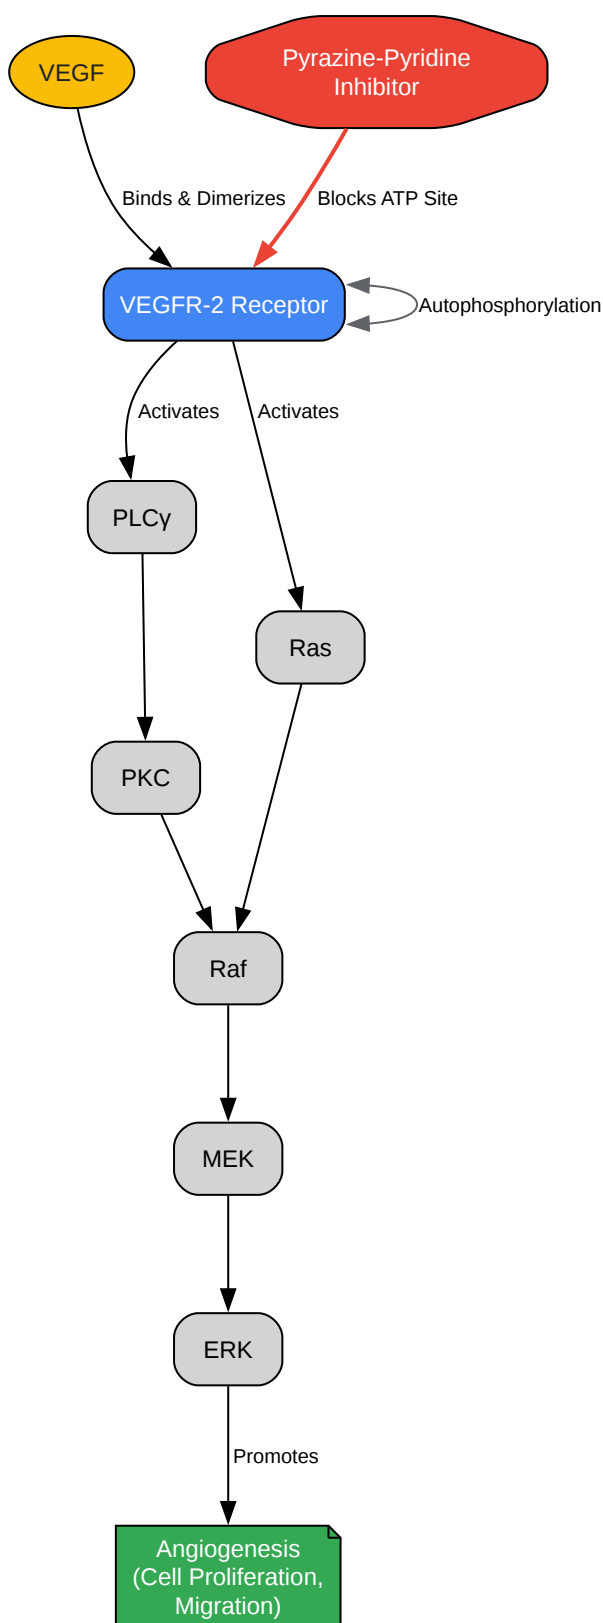 VEGF
Pyrazine-Pyridine
Inhibitor
Binds & Dimerizes
Blocks ATP Site
VEGFR-2 Receptor
Autophosphorylation
Activates
Activates
PLCγ
Ras
PKC
Raf
MEK
ERK
Promotes
Angiogenesis
(Cell Proliferation,
Migration)